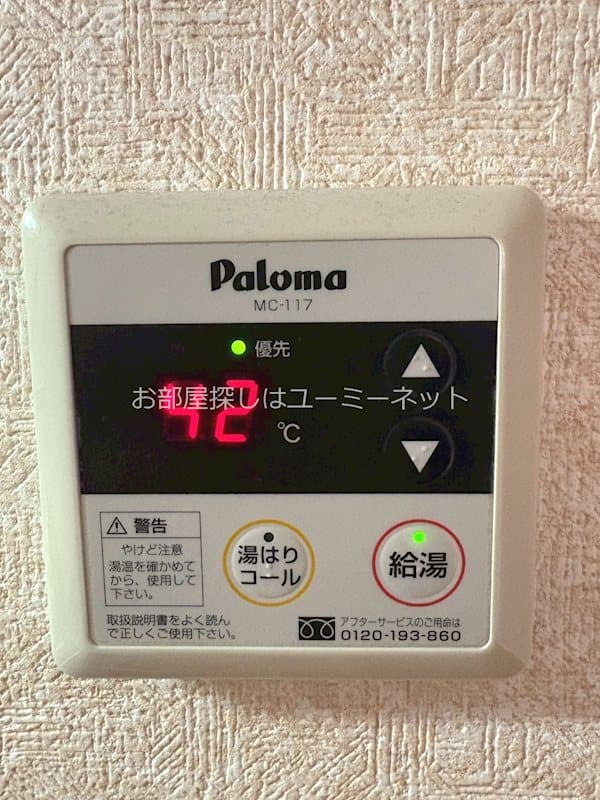 Paloma
MC-117
優先
お部屋探しはユーミーネット
42
℃
警告
やけど注意
湯温を確かめて
から、使用して
下さい。
湯はり
コール
給湯
取扱説明書をよく読ん
で正しくご使用下さい。
アフターサービスのご用命は
0120-193-860